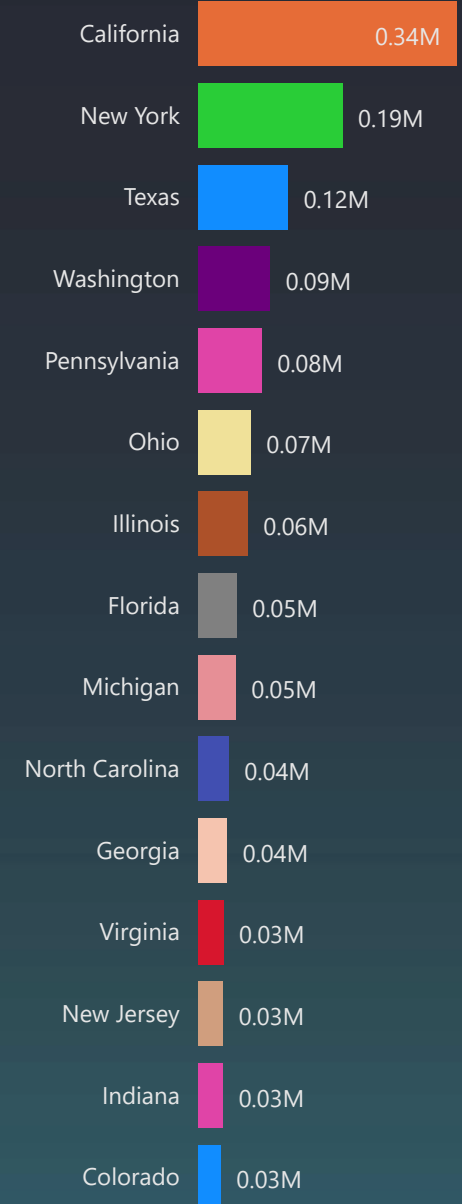 California 0.34M
New York 0.19M
Texas 0.12M
Washington 0.09M
Pennsylvania 0.08M
Ohio 0.07M
Illinois 0.06M
Florida 0.05M
Michigan 0.05M
North Carolina 0.04M
Georgia 0.04M
Virginia 0.03M
New Jersey 0.03M
Indiana 0.03M
Colorado 0.03M